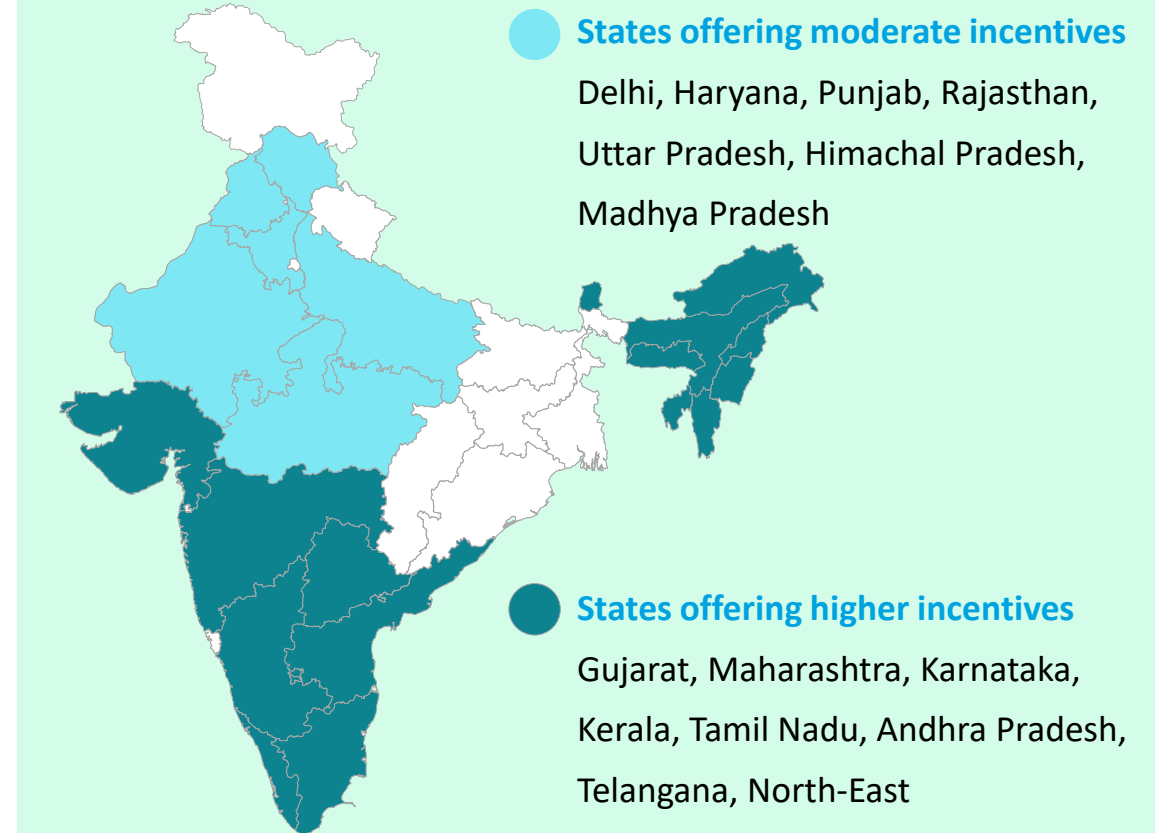 States offering moderate incentives
Delhi, Haryana, Punjab, Rajasthan,
Uttar Pradesh, Himachal Pradesh,
Madhya Pradesh
States offering higher incentives
Gujarat, Maharashtra, Karnataka,
Kerala, Tamil Nadu, Andhra Pradesh,
Telangana, North-East